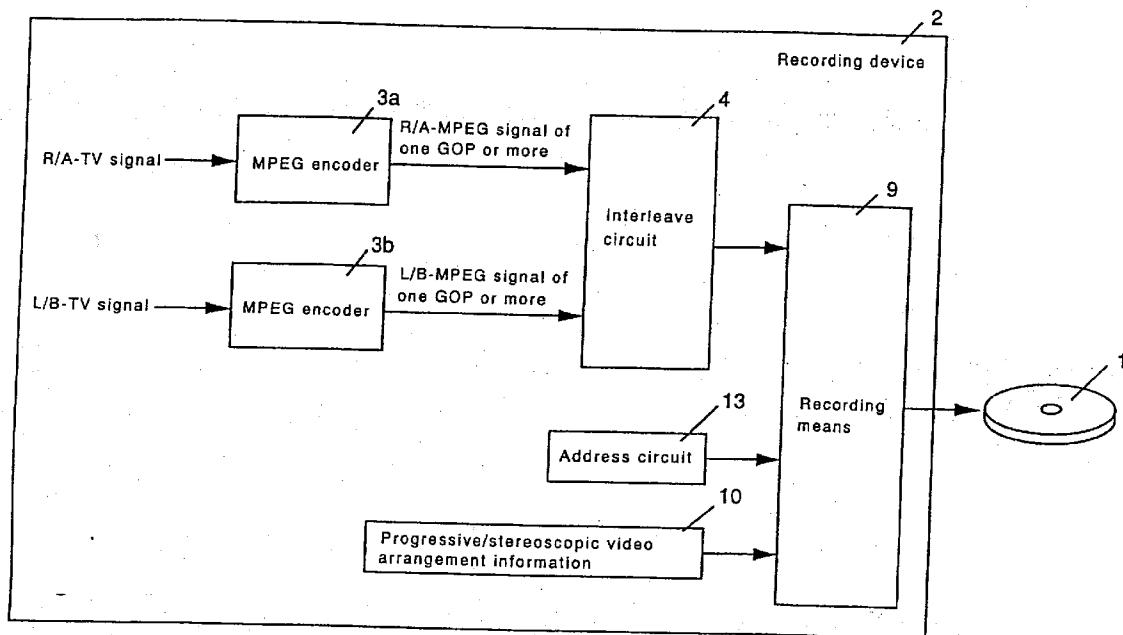 2
Recording device
3a
R/A-TV signal
MPEG encoder
R/A-MPEG signal of
one GOP or more
4
Interleave
circuit
3b
L/B-TV signal
MPEG encoder
L/B-MPEG signal of
one GOP or more
9
Recording
means
1
13
Address circuit
10
Progressive/stereoscopic video
arrangement information